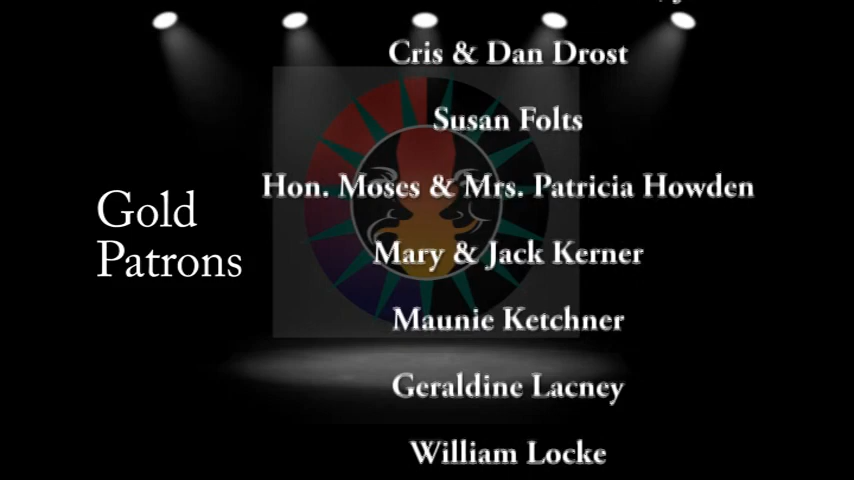 Cris & Dan Drost
Susan Folts
Hon. Moses & Mrs. Patricia Howden
Gold
Patrons
Mary & Jack Kerner
Maunie Ketchner
Geraldine Lacney
William Locke